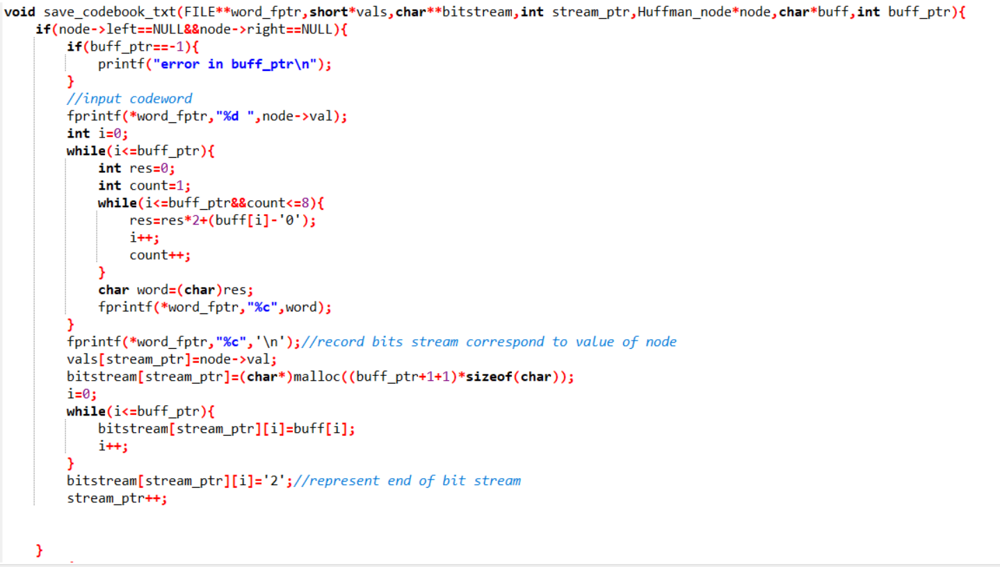 void save_codebook_txt(FILE**word_fptr,short*vals,char**bitstream,int stream_ptr,Huffman_node*node,char*buff,int buff_ptr){
    if(node->left==NULL&&node->right==NULL){
        if(buff_ptr==-1){
            printf("error in buff_ptr\n");
        }
        //input codeword
        fprintf(*word_fptr,"%d ",node->val);
        int i=0;
        while(i<=buff_ptr){
            int res=0;
            int count=1;
            while(i<=buff_ptr&&count<=8){
                res=res*2+(buff[i]-'0');
                i++;
                count++;
            }
            char word=(char)res;
            fprintf(*word_fptr,"%c",word);
        }
        fprintf(*word_fptr,"%c",'\n');//record bits stream correspond to value of node
        vals[stream_ptr]=node->val;
        bitstream[stream_ptr]=(char*)malloc((buff_ptr+1+1)*sizeof(char));
        i=0;
        while(i<=buff_ptr){
            bitstream[stream_ptr][i]=buff[i];
            i++;
        }
        bitstream[stream_ptr][i]='2';//represent end of bit stream
        stream_ptr++;
    }